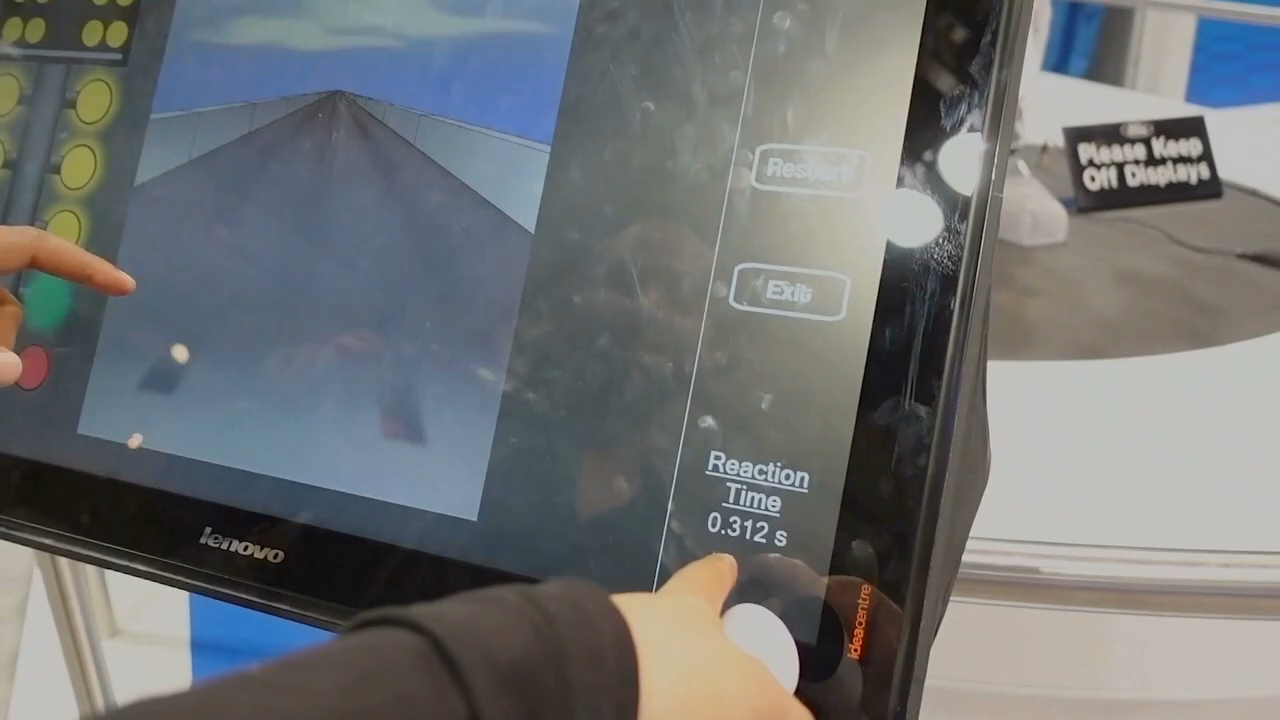 Restart
Exit
Reaction
Time
0.312 s
lenovo
ideacentre
Please Keep
Off Displays